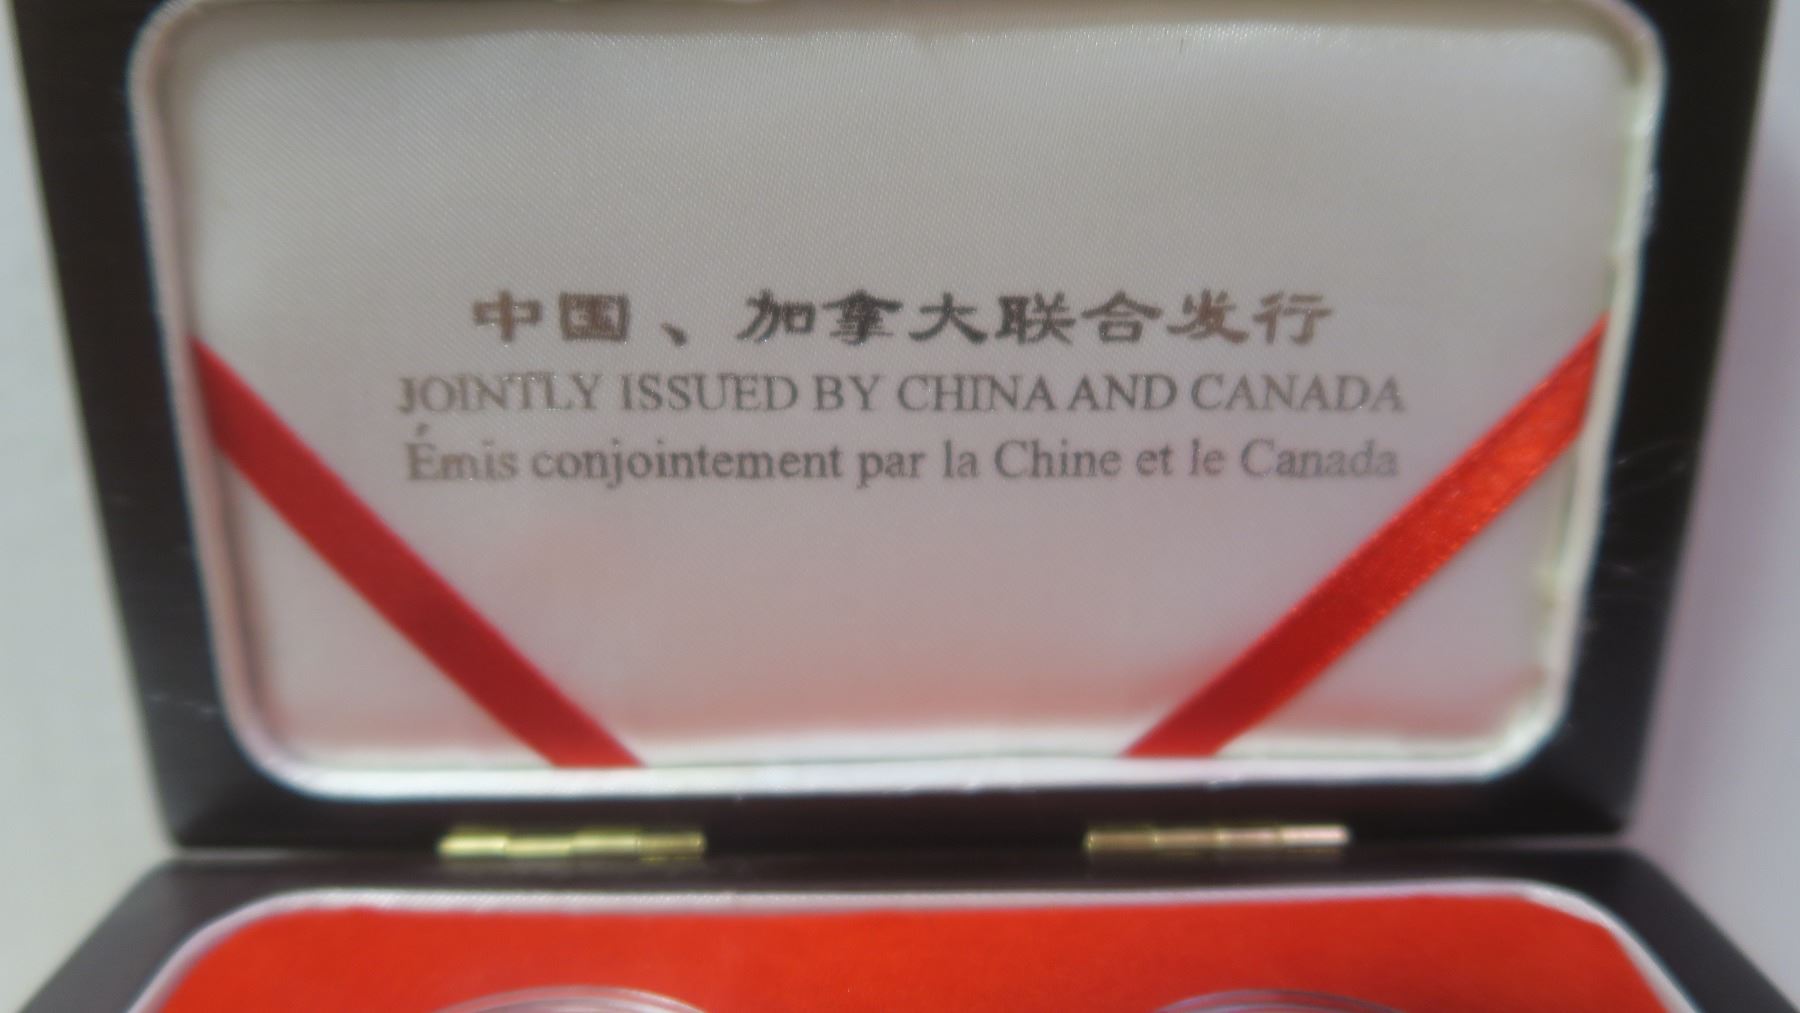 中国、加拿大联合发行
JOINTLY ISSUED BY CHINA AND CANADA
Émis conjointement par la Chine et le Canada